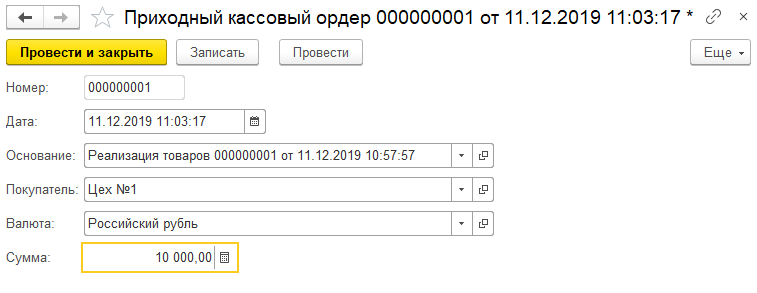 Приходный кассовый ордер 000000001 от 11.12.2019 11:03:17 *
Провести и закрыть Записать Провести Еще
Номер: 000000001
Дата: 11.12.2019 11:03:17
Основание: Реализация товаров 000000001 от 11.12.2019 10:57:57
Покупатель: Цех №1
Валюта: Российский рубль
Сумма: 10 000,00